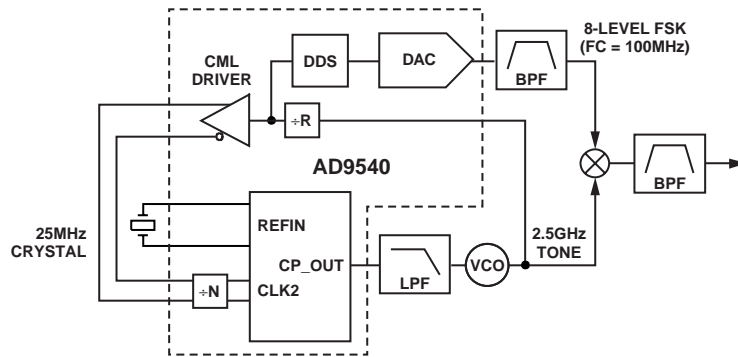 8-LEVEL FSK
(FC = 100MHz)
CML
DRIVER
DDS
DAC
BPF
÷R
AD9540
BPF
25MHz
CRYSTAL
REFIN
CP_OUT
CLK2
÷N
LPF
VCO
2.5GHz
TONE